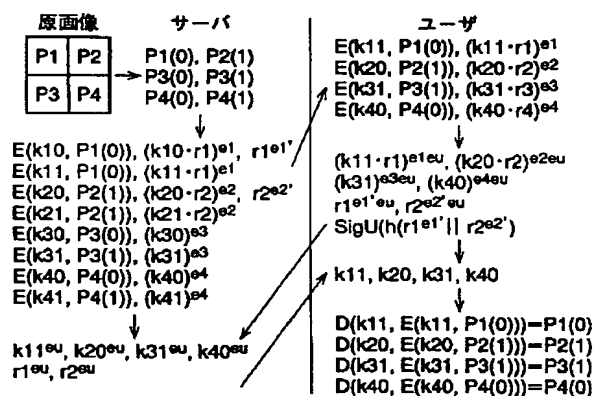 原画像
サーバ
P1 P2
P3 P4
P1(0), P2(1)
P3(0), P3(1)
P4(0), P4(1)
E(k10, P1(0)), (k10·r1)^e1, r1^e1'
E(k11, P1(0)), (k11·r1)^e1
E(k20, P2(1)), (k20·r2)^e2, r2^e2'
E(k21, P2(1)), (k21·r2)^e2
E(k30, P3(0)), (k30)^e3
E(k31, P3(1)), (k31)^e3
E(k40, P4(0)), (k40)^e4
E(k41, P4(1)), (k41)^e4
k11^eu, k20^eu, k31^eu, k40^eu
r1^eu, r2^eu
ユーザ
E(k11, P1(0)), (k11·r1)^e1
E(k20, P2(1)), (k20·r2)^e2
E(k31, P3(1)), (k31·r3)^e3
E(k40, P4(0)), (k40·r4)^e4
(k11·r1)^e1eu, (k20·r2)^e2eu
(k31)^e3eu, (k40)^e4eu
r1^e1'eu, r2^e2'eu
SigU(h(r1^e1'||r2^e2')
k11, k20, k31, k40
D(k11, E(k11, P1(0)))=P1(0)
D(k20, E(k20, P2(1)))=P2(1)
D(k31, E(k31, P3(1)))=P3(1)
D(k40, E(k40, P4(0)))=P4(0)